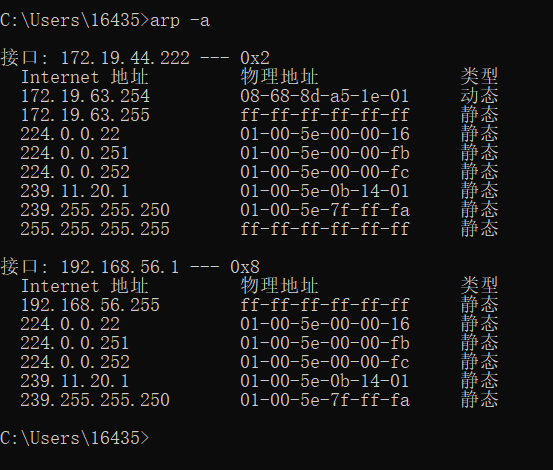 C:\Users\16435>arp -a
接口: 172.19.44.222 --- 0x2
Internet 地址 物理地址 类型
172.19.63.254 08-68-8d-a5-1e-01 动态
172.19.63.255 ff-ff-ff-ff-ff-ff 静态
224.0.0.22 01-00-5e-00-00-16 静态
224.0.0.251 01-00-5e-00-00-fb 静态
224.0.0.252 01-00-5e-00-00-fc 静态
239.11.20.1 01-00-5e-0b-14-01 静态
239.255.255.250 01-00-5e-7f-ff-fa 静态
255.255.255.255 ff-ff-ff-ff-ff-ff 静态
接口: 192.168.56.1 --- 0x8
Internet 地址 物理地址 类型
192.168.56.255 ff-ff-ff-ff-ff-ff 静态
224.0.0.22 01-00-5e-00-00-16 静态
224.0.0.251 01-00-5e-00-00-fb 静态
224.0.0.252 01-00-5e-00-00-fc 静态
239.11.20.1 01-00-5e-0b-14-01 静态
239.255.255.250 01-00-5e-7f-ff-fa 静态
C:\Users\16435>